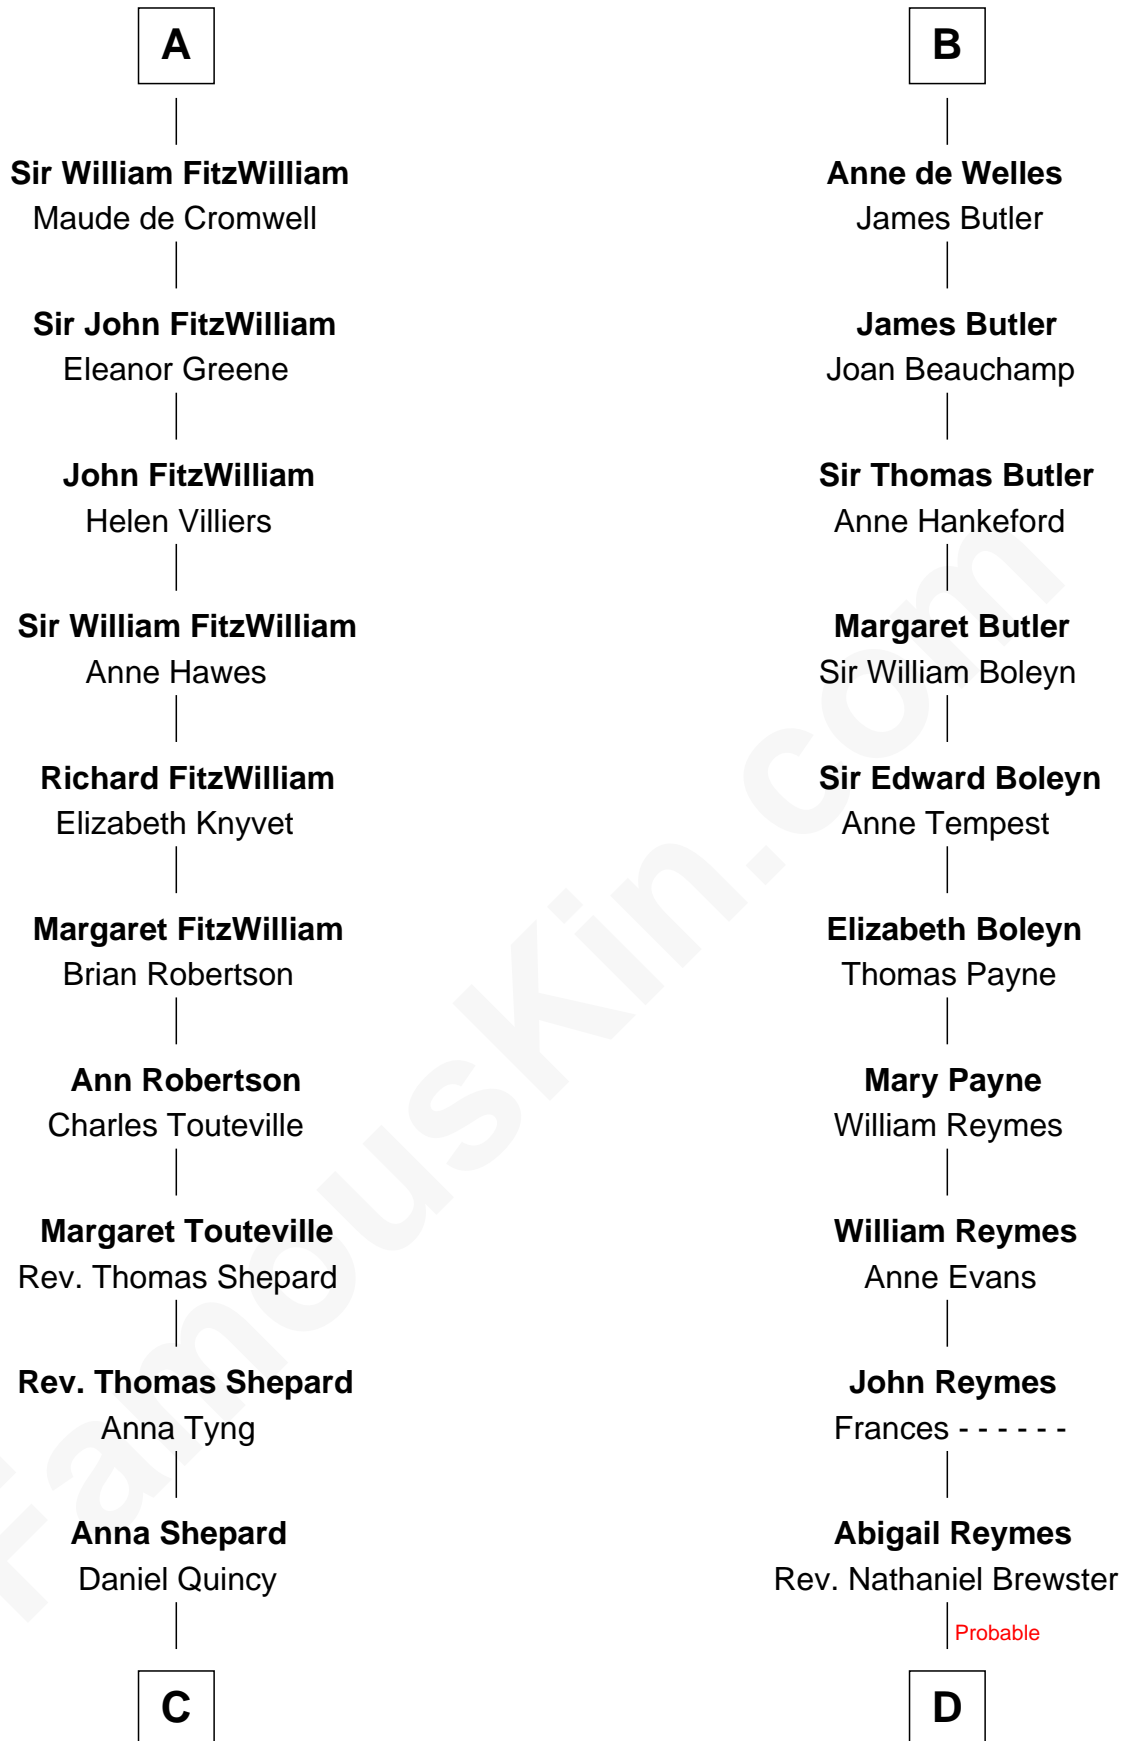 A
Sir William FitzWilliam
Maude de Cromwell
Sir John FitzWilliam
Eleanor Greene
John FitzWilliam
Helen Villiers
Sir William FitzWilliam
Anne Hawes
Richard FitzWilliam
Elizabeth Knyvet
Margaret FitzWilliam
Brian Robertson
Ann Robertson
Charles Touteville
Margaret Touteville
Rev. Thomas Shepard
Rev. Thomas Shepard
Anna Tyng
Anna Shepard
Daniel Quincy
C
B
Anne de Welles
James Butler
James Butler
Joan Beauchamp
Sir Thomas Butler
Anne Hankeford
Margaret Butler
Sir William Boleyn
Sir Edward Boleyn
Anne Tempest
Elizabeth Boleyn
Thomas Payne
Mary Payne
William Reymes
William Reymes
Anne Evans
John Reymes
Frances - - - - - -
Abigail Reymes
Rev. Nathaniel Brewster
Probable
D
FamousKin.com